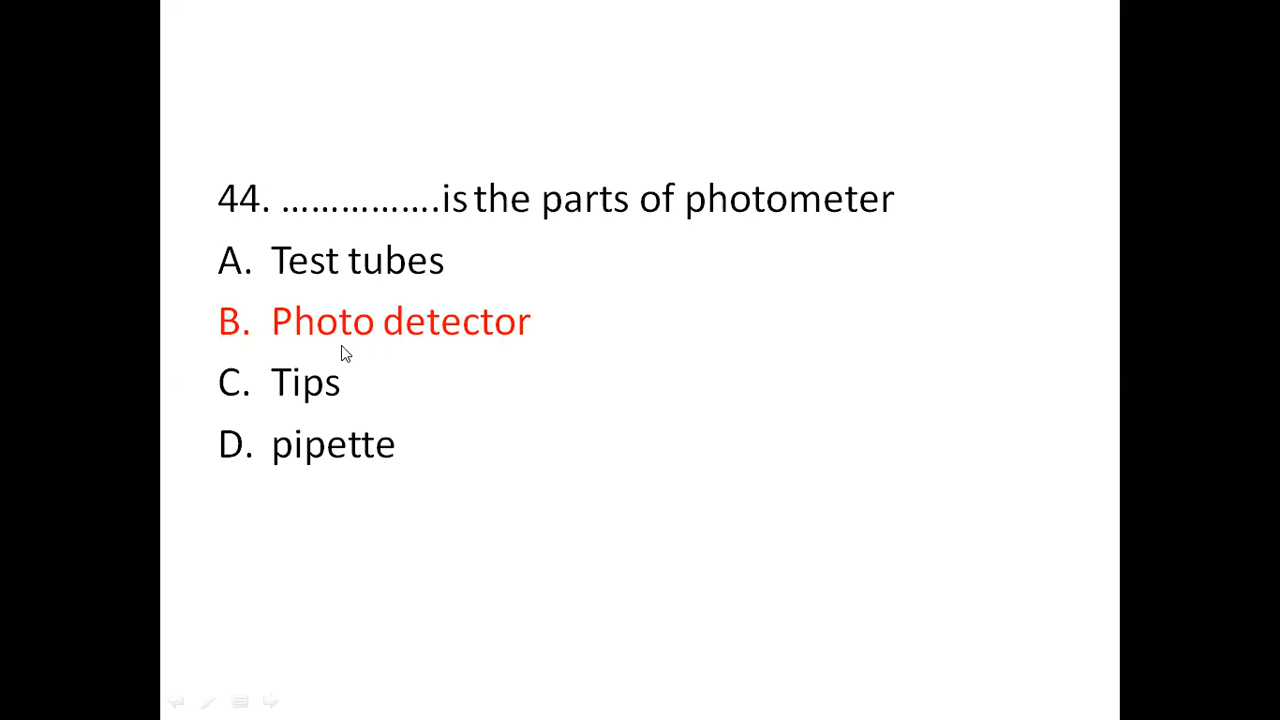 44. …………….is the parts of photometer
A. Test tubes
B. Photo detector
C. Tips
D. pipette